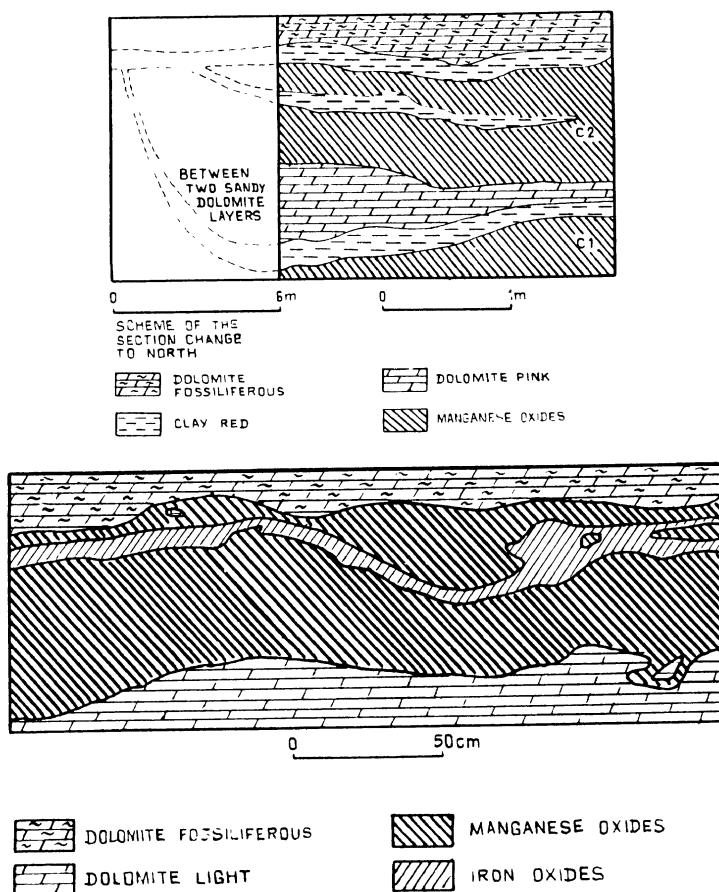 BETWEEN
TWO SANDY
DOLOMITE
LAYERS
C2
C1
0 6m 0 1m
SCHEME OF THE
SECTION CHANGE
TO NORTH
DOLOMITE
FOSSILIFEROUS
DOLOMITE PINK
CLAY RED
MANGANESE OXIDES
0 50cm
DOLOMITE FOSSILIFEROUS
MANGANESE OXIDES
DOLOMITE LIGHT
IRON OXIDES